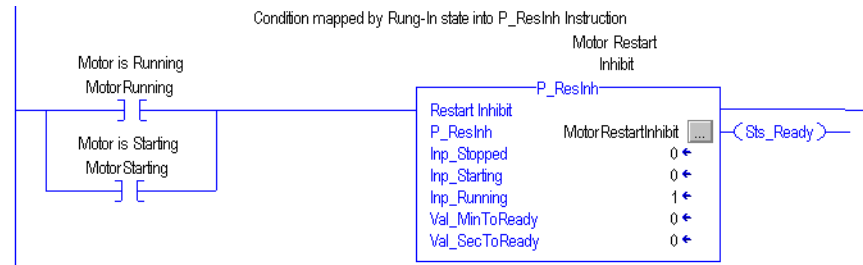 Condition mapped by Rung-In state into P_ResInh Instruction
Motor Restart
Inhibit
Motor is Running
MotorRunning
Motor is Starting
MotorStarting
P_ResInh
Restart Inhibit
P_ResInh MotorRestartInhibit ...
Inp_Stopped 0
Inp_Starting 0
Inp_Running 1
Val_MinToReady 0
Val_SecToReady 0
Sts_Ready